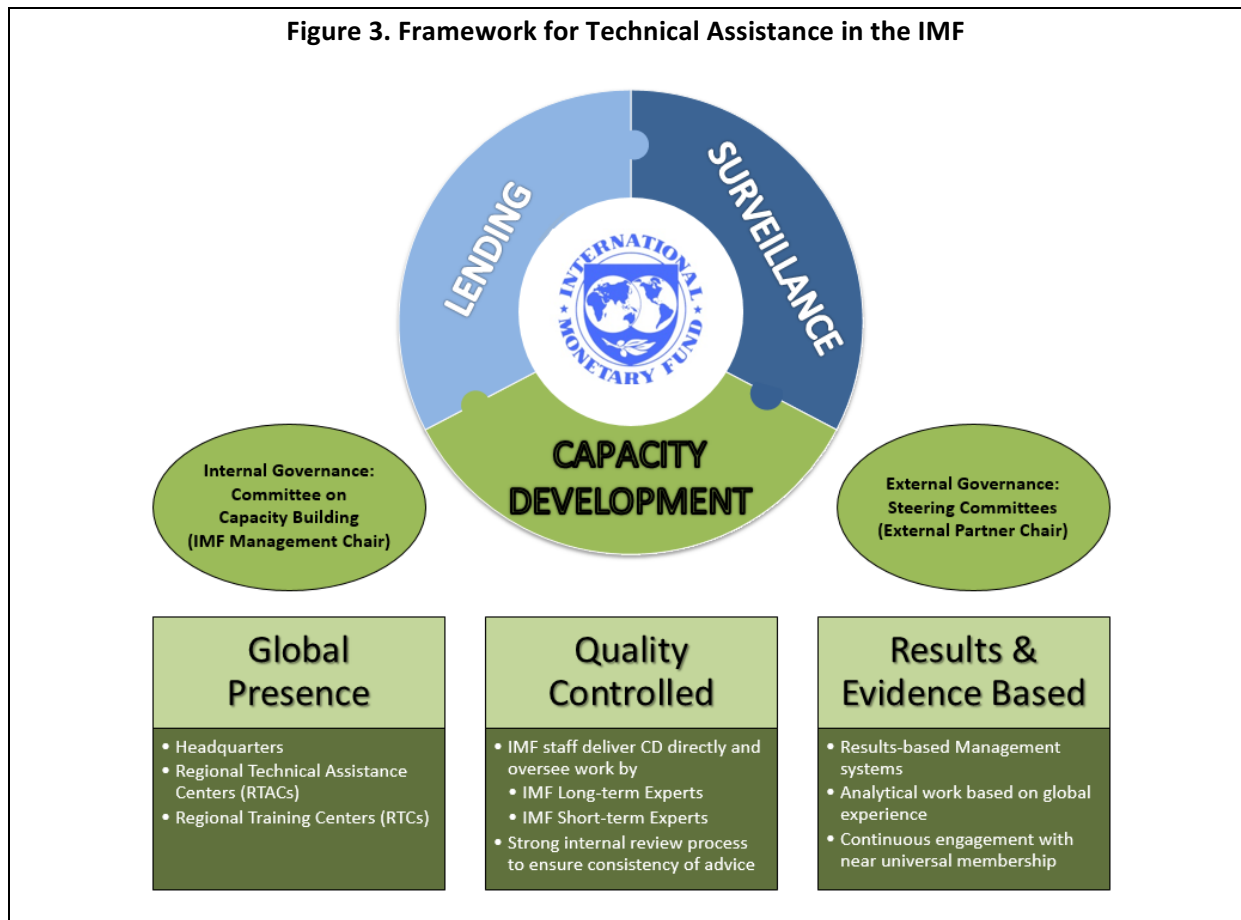 Figure 3. Framework for Technical Assistance in the IMF
LENDING
SURVEILLANCE
INTERNATIONAL
MONETARY FUND
CAPACITY
DEVELOPMENT
Internal Governance:
Committee on
Capacity Building
(IMF Management Chair)
External Governance:
Steering Committees
(External Partner Chair)
Global
Presence
• Headquarters
• Regional Technical Assistance
Centers (RTACs)
• Regional Training Centers (RTCs)
Quality
Controlled
• IMF staff deliver CD directly and
oversee work by
• IMF Long-term Experts
• IMF Short-term Experts
• Strong internal review process
to ensure consistency of advice
Results &
Evidence Based
• Results-based Management
systems
• Analytical work based on global
experience
• Continuous engagement with
near universal membership